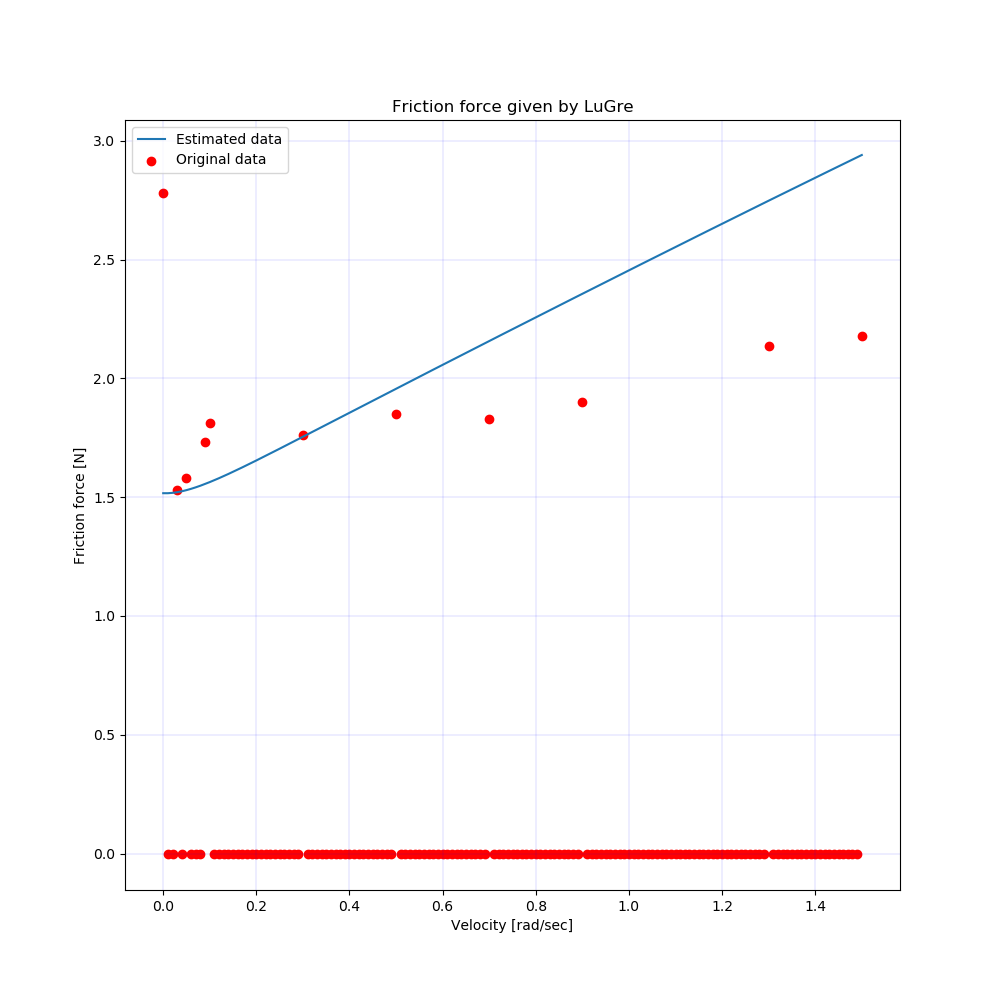 Friction force given by LuGre
Estimated data
Original data
3.0
2.5
2.0
1.5
1.0
0.5
0.0
Friction force [N]
0.0 0.2 0.4 0.6 0.8 1.0 1.2 1.4
Velocity [rad/sec]